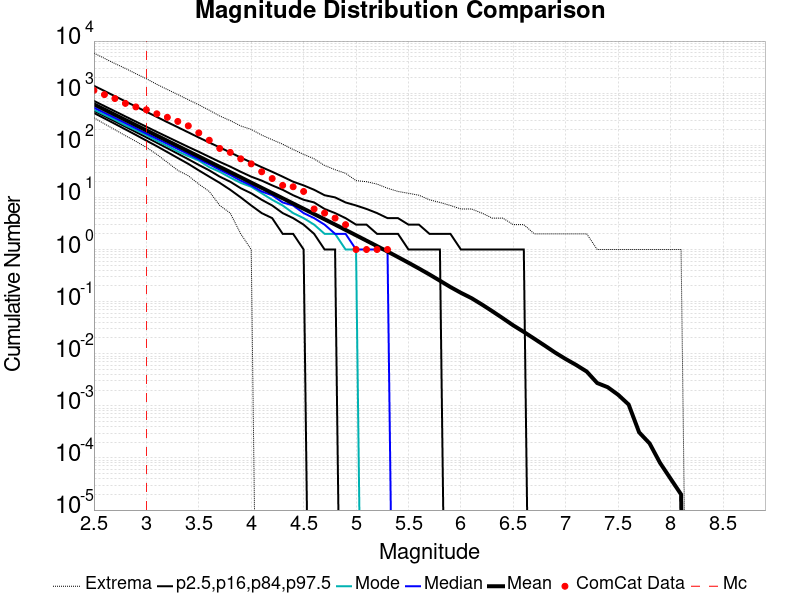 Magnitude Distribution Comparison
Cumulative Number
10^4
10^3
10^2
10^1
10^0
10^-1
10^-2
10^-3
10^-4
10^-5
2.5 3 3.5 4 4.5 5 5.5 6 6.5 7 7.5 8 8.5
Magnitude
Extrema p2.5,p16,p84,p97.5 Mode Median Mean ComCat Data Mc